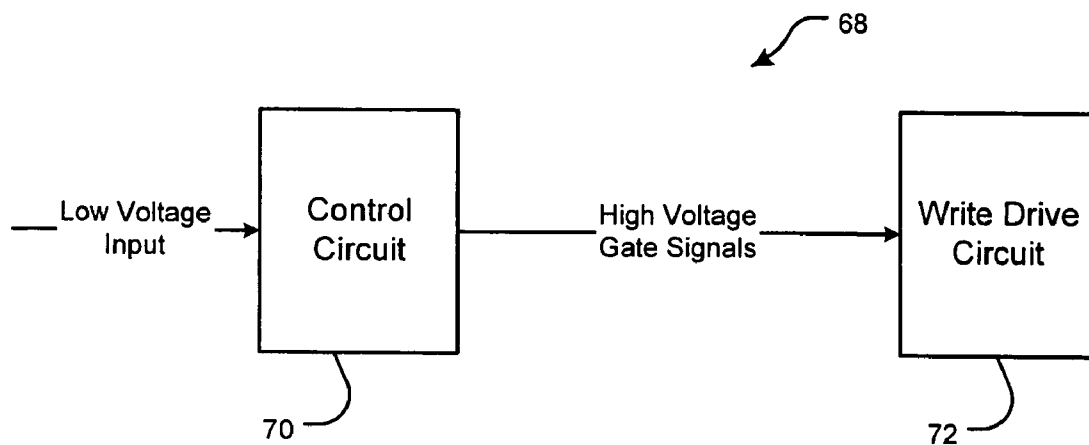 68
Low Voltage
Input
Control
Circuit
High Voltage
Gate Signals
Write Drive
Circuit
70
72